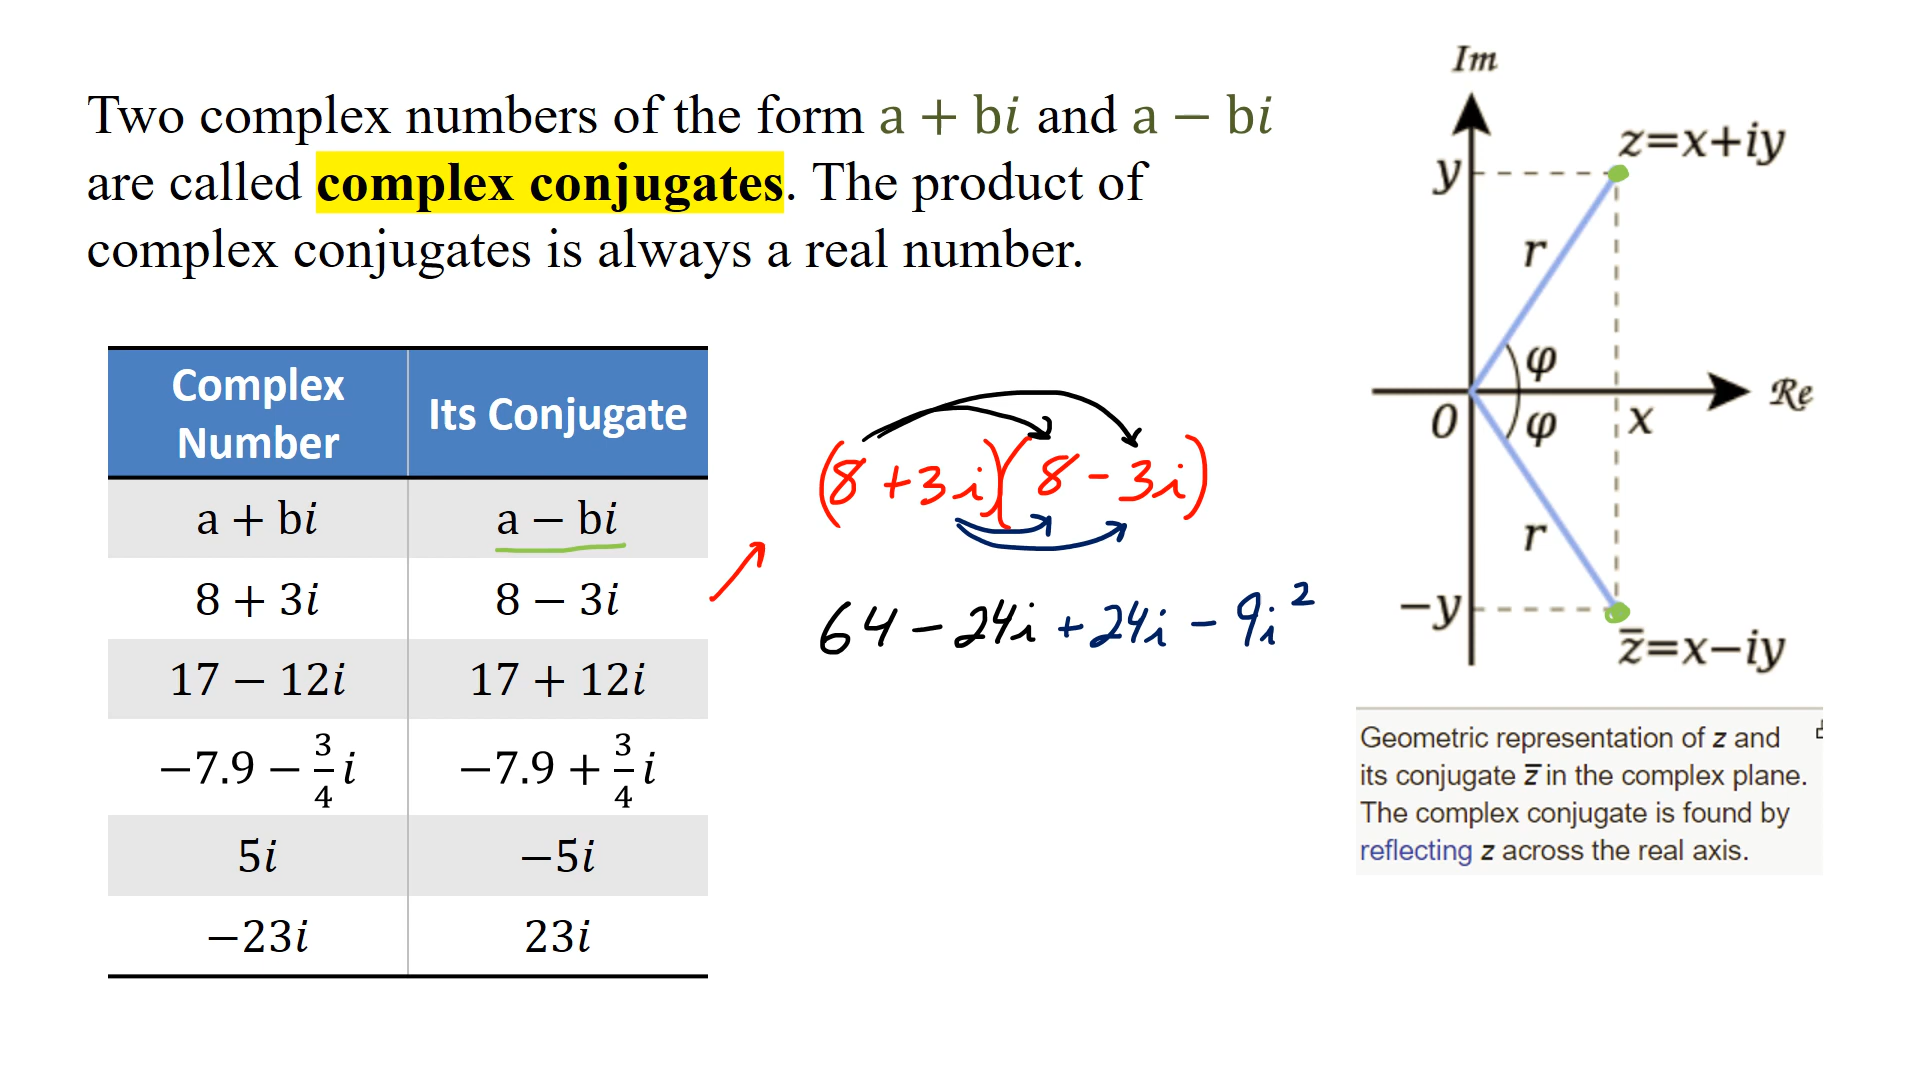 Two complex numbers of the form a + bi and a − bi
are called complex conjugates. The product of
complex conjugates is always a real number.
Complex Number | Its Conjugate
a + bi | a − bi
8 + 3i | 8 − 3i
17 − 12i | 17 + 12i
−7.9 − 3/4 i | −7.9 + 3/4 i
5i | −5i
−23i | 23i
(8 + 3i)(8 − 3i)
64 − 24i + 24i − 9i²
Im
z=x+iy
y
r
φ
0
φ
x
Re
r
−y
z̅=x−iy
Geometric representation of z and
its conjugate z̅ in the complex plane.
The complex conjugate is found by
reflecting z across the real axis.